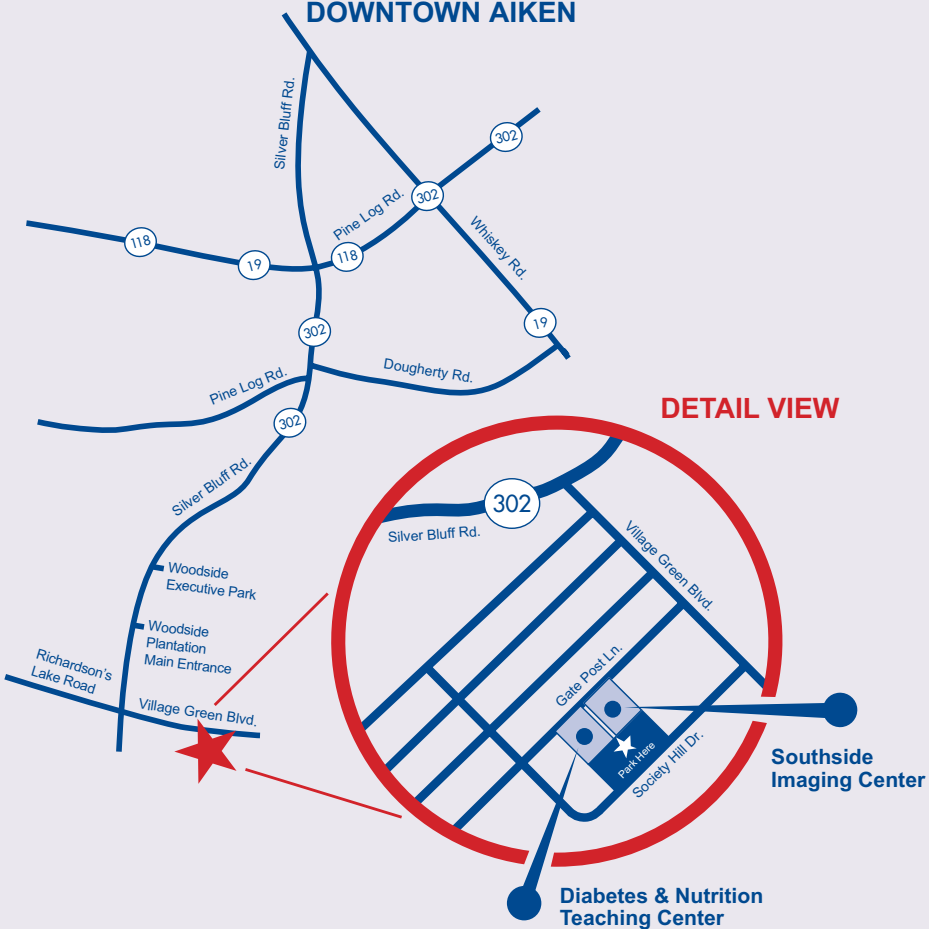 DOWNTOWN AIKEN
Silver Bluff Rd.
302
Pine Log Rd.
302
118
19
118
Whiskey Rd.
19
302
Dougherty Rd.
Pine Log Rd.
302
DETAIL VIEW
Silver Bluff Rd.
302
Silver Bluff Rd.
Village Green Blvd.
Woodside
Executive Park
Woodside
Plantation
Main Entrance
Richardson's
Lake Road
Village Green Blvd.
Gate Post Ln.
Park Here
Society Hill Dr.
Southside
Imaging Center
Diabetes & Nutrition
Teaching Center